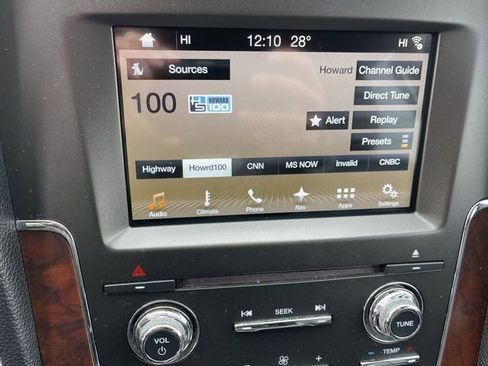 HI 12:10 28° HI
Sources
Howard Channel Guide
Direct Tune
100 HOWARD 100
Alert Replay
Presets
Highway Howrd100 CNN MS NOW Invalid CNBC
Audio Climate Phone Nav Apps Settings
SEEK
VOL
TUNE
TEMP